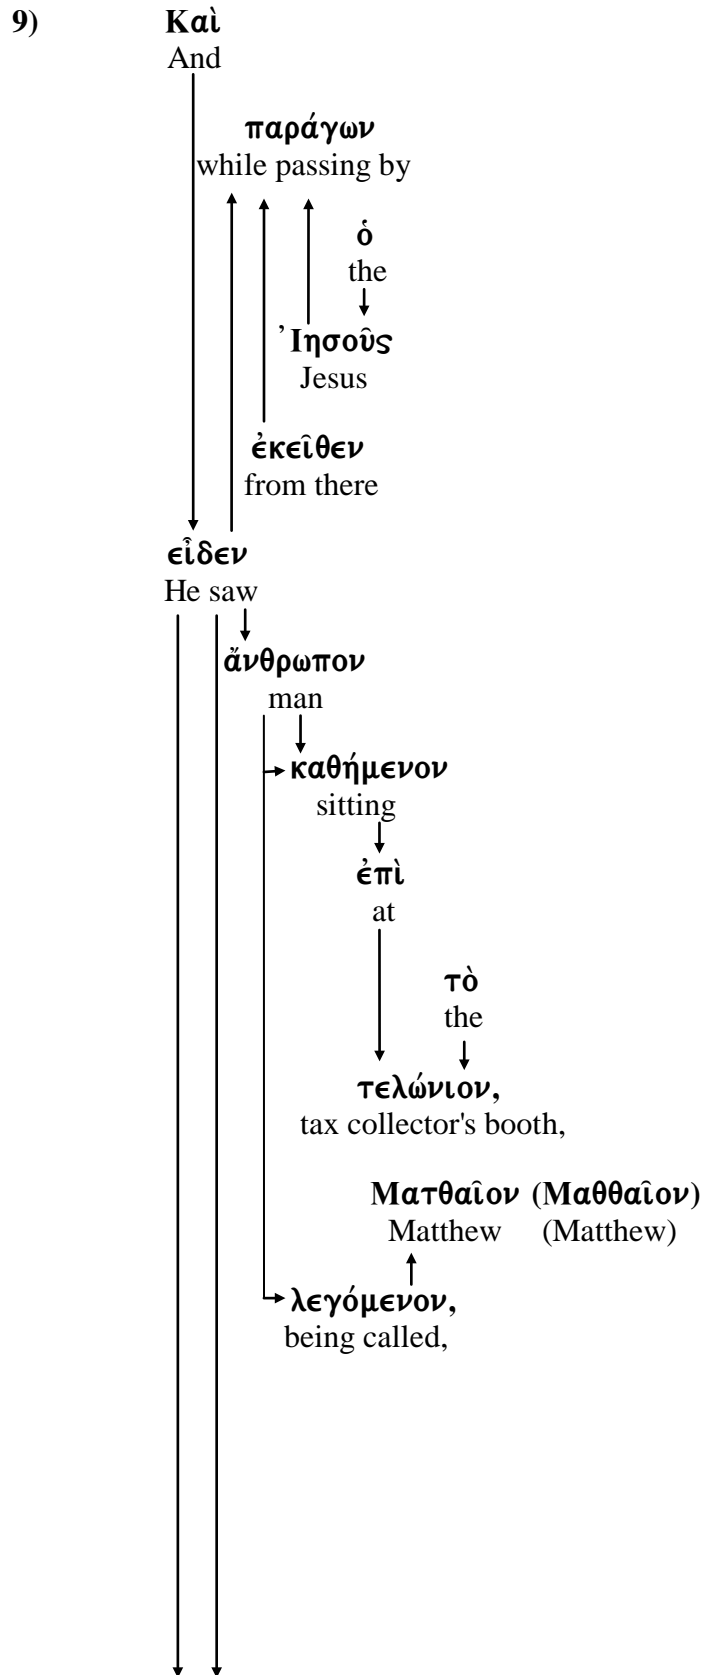 9) Καὶ
And
παράγων
while passing by
ὁ
the
Ἰησοῦς
Jesus
ἐκεῖθεν
from there
εἶδεν
He saw
ἄνθρωπον
man
καθήμενον
sitting
ἐπὶ
at
τὸ
the
τελώνιον,
tax collector's booth,
Ματθαῖον (Μαθθαῖον)
Matthew (Matthew)
λεγόμενον,
being called,